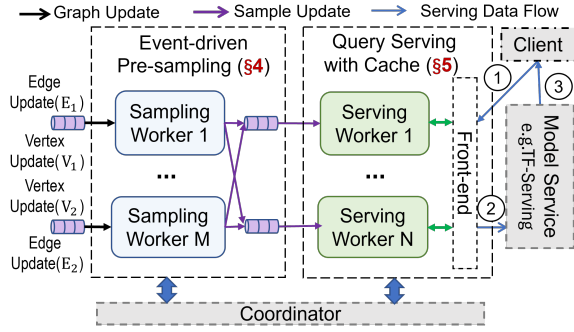 Graph Update
Sample Update
Serving Data Flow
Event-driven
Pre-sampling (§4)
Query Serving
with Cache (§5)
Client
1
3
Edge
Update(E1)
Vertex
Update(V1)
Vertex
Update(V2)
Edge
Update(E2)
Sampling
Worker 1
...
Sampling
Worker M
Serving
Worker 1
...
Serving
Worker N
Front-end
2
Model Service
e.g.TF-Serving
Coordinator